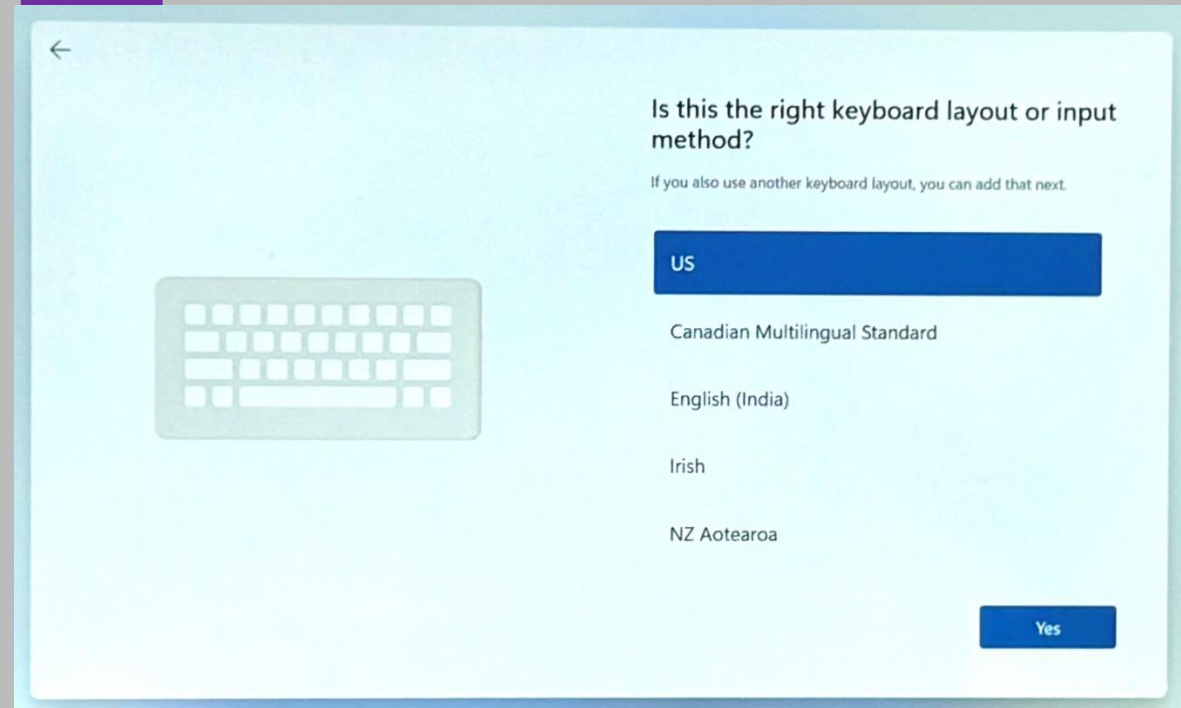 Is this the right keyboard layout or input
method?
If you also use another keyboard layout, you can add that next.
US
Canadian Multilingual Standard
English (India)
Irish
NZ Aotearoa
Yes